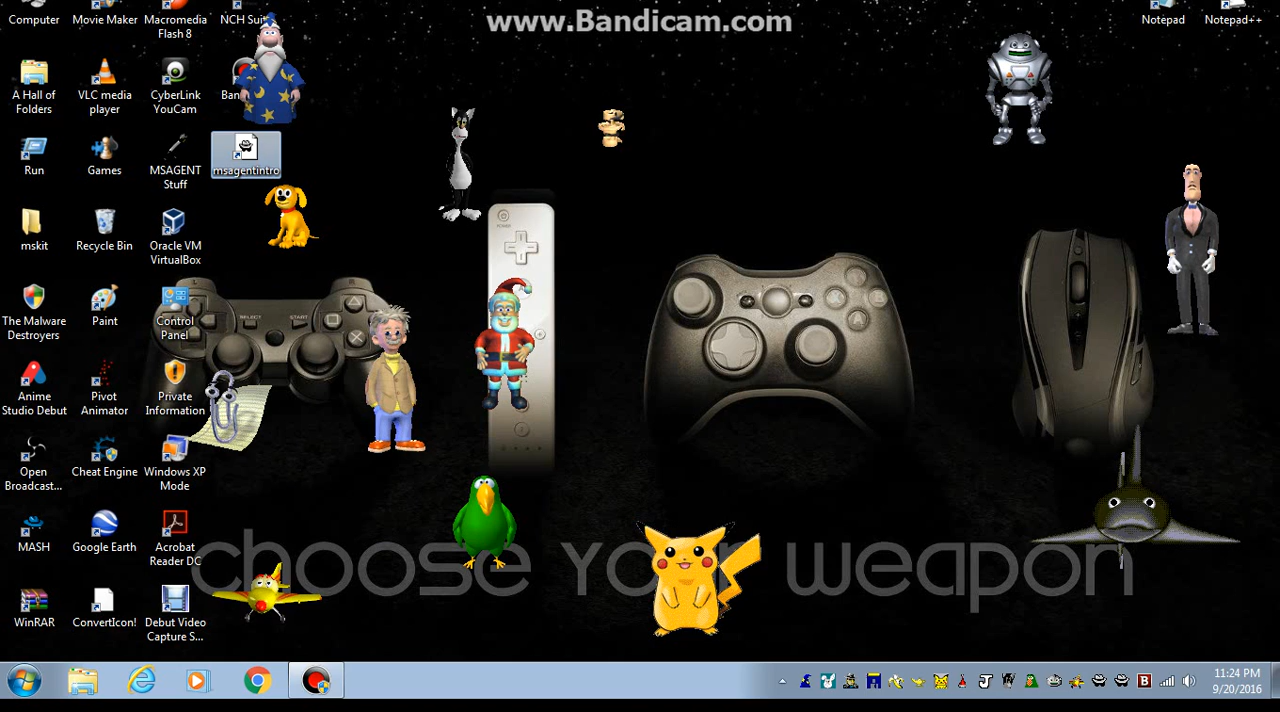 www.Bandicam.com
Computer
Movie Maker
Macromedia
Flash 8
NCH Sui
Notepad
Notepad++
A Hall of
Folders
VLC media
player
CyberLink
YouCam
Ban
Run
Games
MSAGENT
Stuff
msagentintro
mskit
Recycle Bin
Oracle VM
VirtualBox
The Malware
Destroyers
Paint
Control
Panel
SELECT
START
Anime
Studio Debut
Pivot
Animator
Private
Information
Open
Broadcast...
Cheat Engine
Windows XP
Mode
MASH
Google Earth
Acrobat
Reader DC
choose your weapon
WinRAR
ConvertIcon!
Debut Video
Capture S...
11:24 PM
9/20/2016